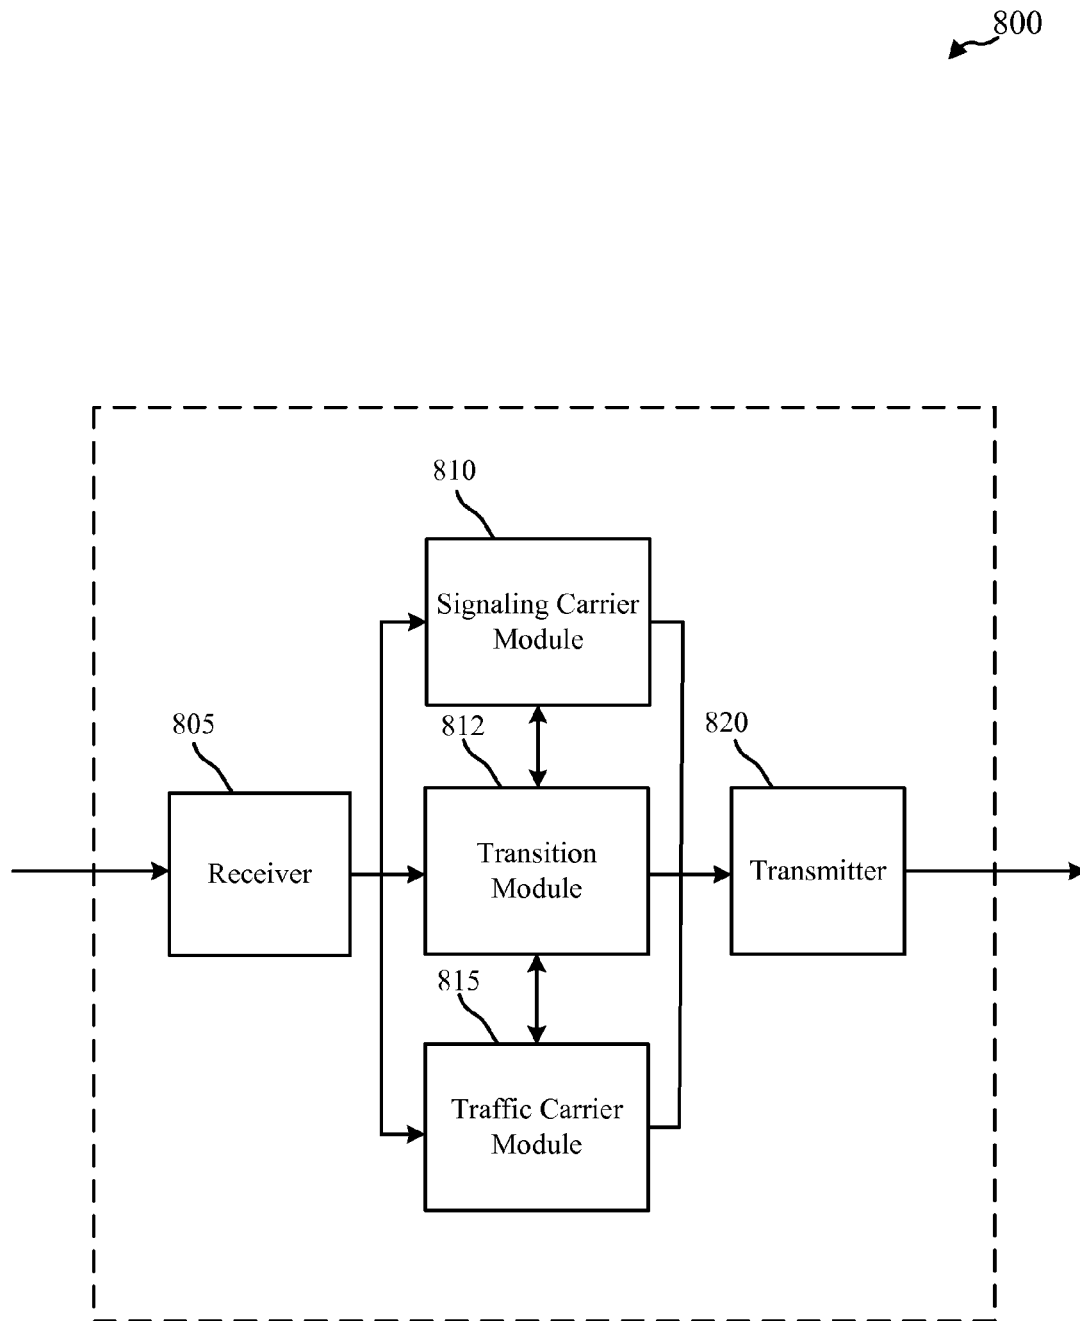 800
810
Signaling Carrier
Module
805
812
820
Receiver
Transition
Module
Transmitter
815
Traffic Carrier
Module